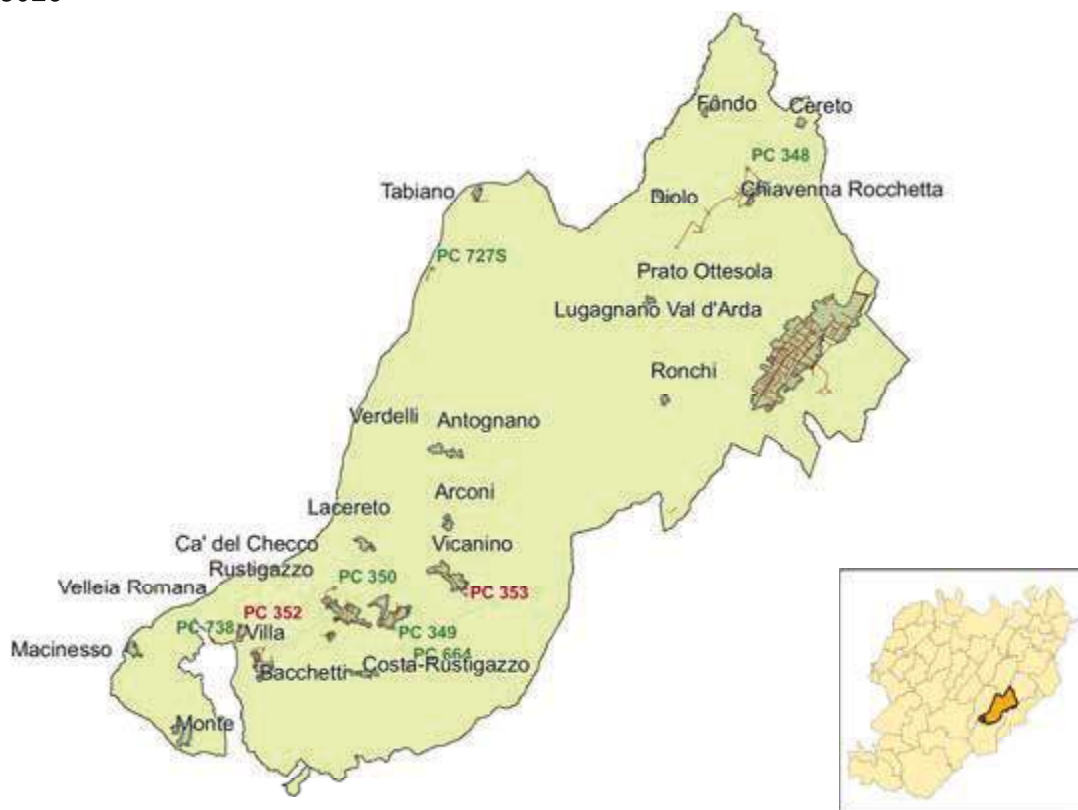 Fondo
Cereto
PC 348
Tabiano
Diolo
Chiavenna Rocchetta
PC 727S
Prato Ottesola
Lugagnano Val d'Arda
Ronchi
Verdelli
Antognano
Arconi
Lacereto
Ca' del Checco
Vicanino
Rustigazzo
PC 350
Velleia Romana
PC 353
PC 352
PC 738
Villa
PC 349
Macinesso
PC 664
Bacchetti
Costa-Rustigazzo
Monte